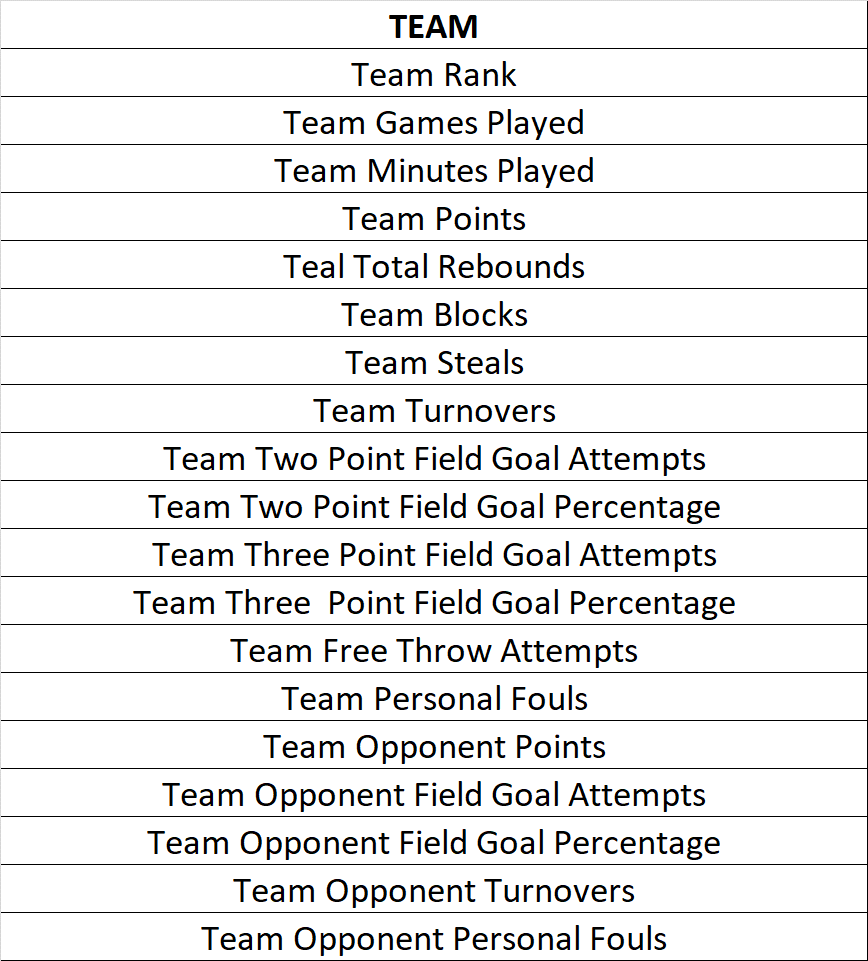 TEAM
Team Rank
Team Games Played
Team Minutes Played
Team Points
Teal Total Rebounds
Team Blocks
Team Steals
Team Turnovers
Team Two Point Field Goal Attempts
Team Two Point Field Goal Percentage
Team Three Point Field Goal Attempts
Team Three  Point Field Goal Percentage
Team Free Throw Attempts
Team Personal Fouls
Team Opponent Points
Team Opponent Field Goal Attempts
Team Opponent Field Goal Percentage
Team Opponent Turnovers
Team Opponent Personal Fouls